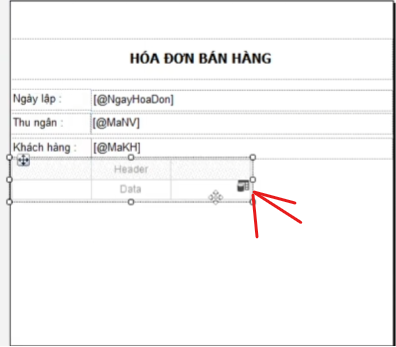 HÓA ĐƠN BÁN HÀNG
Ngày lập : [@NgayHoaDon]
Thu ngân : [@MaNV]
Khách hàng : [@MaKH]
Header
Data